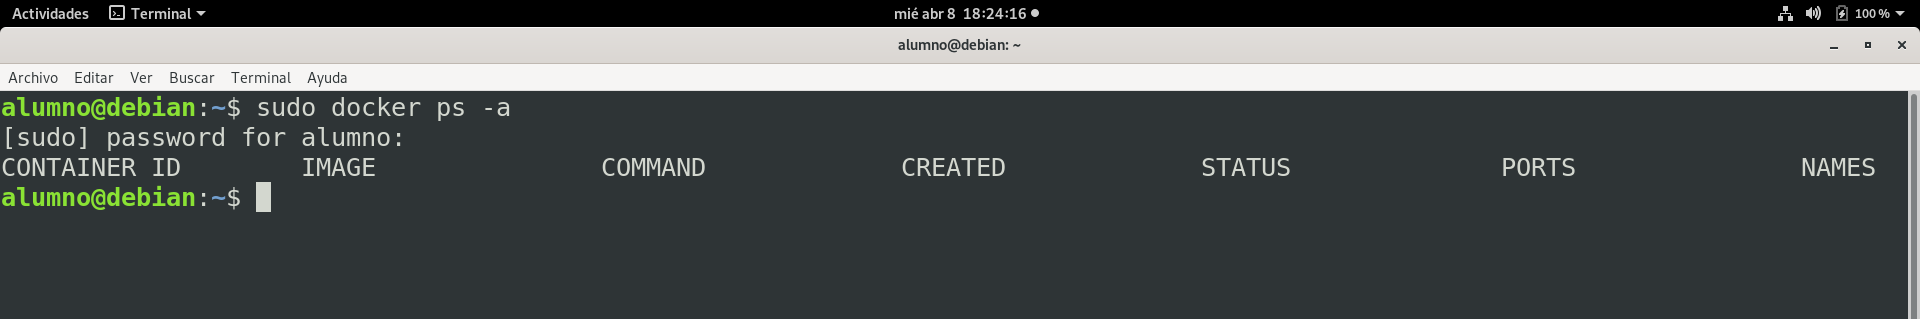 Actividades Terminal mié abr 8 18:24:16 100 %
alumno@debian: ~
Archivo Editar Ver Buscar Terminal Ayuda
alumno@debian:~$ sudo docker ps -a
[sudo] password for alumno:
CONTAINER ID IMAGE COMMAND CREATED STATUS PORTS NAMES
alumno@debian:~$